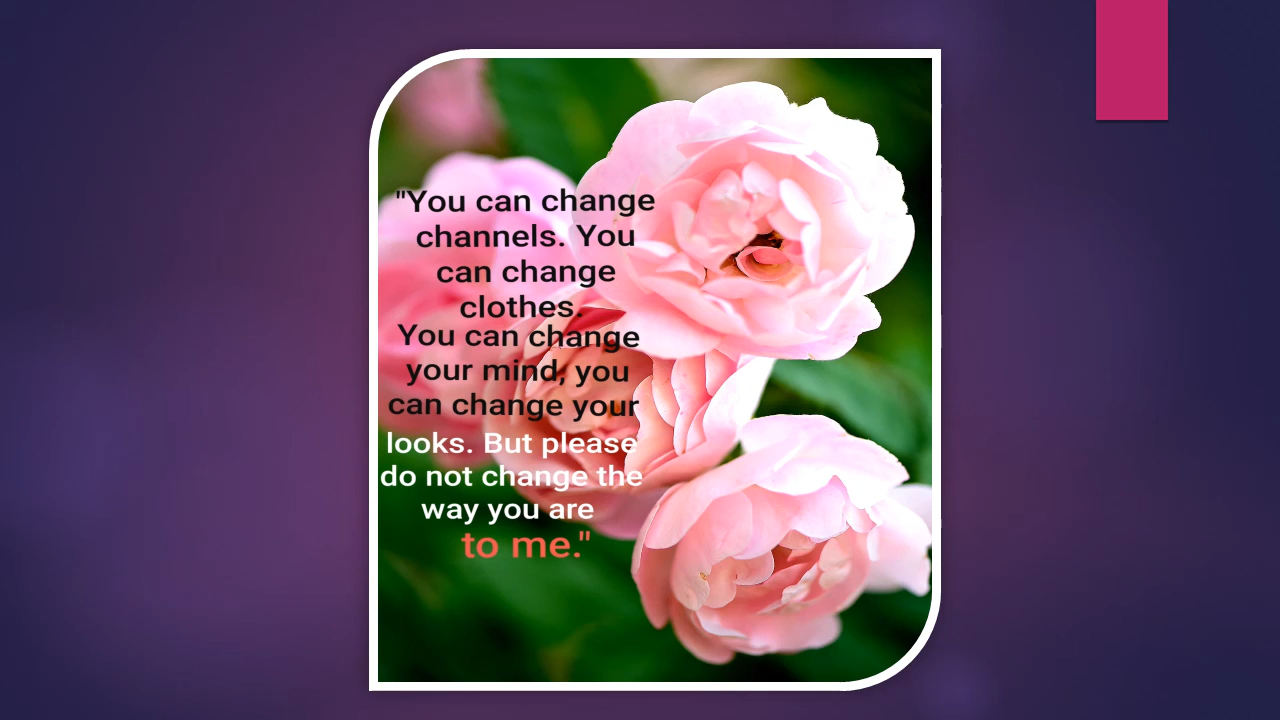 "You can change
channels. You
can change
clothes.
You can change
your mind, you
can change your
looks. But please
do not change the
way you are
to me."